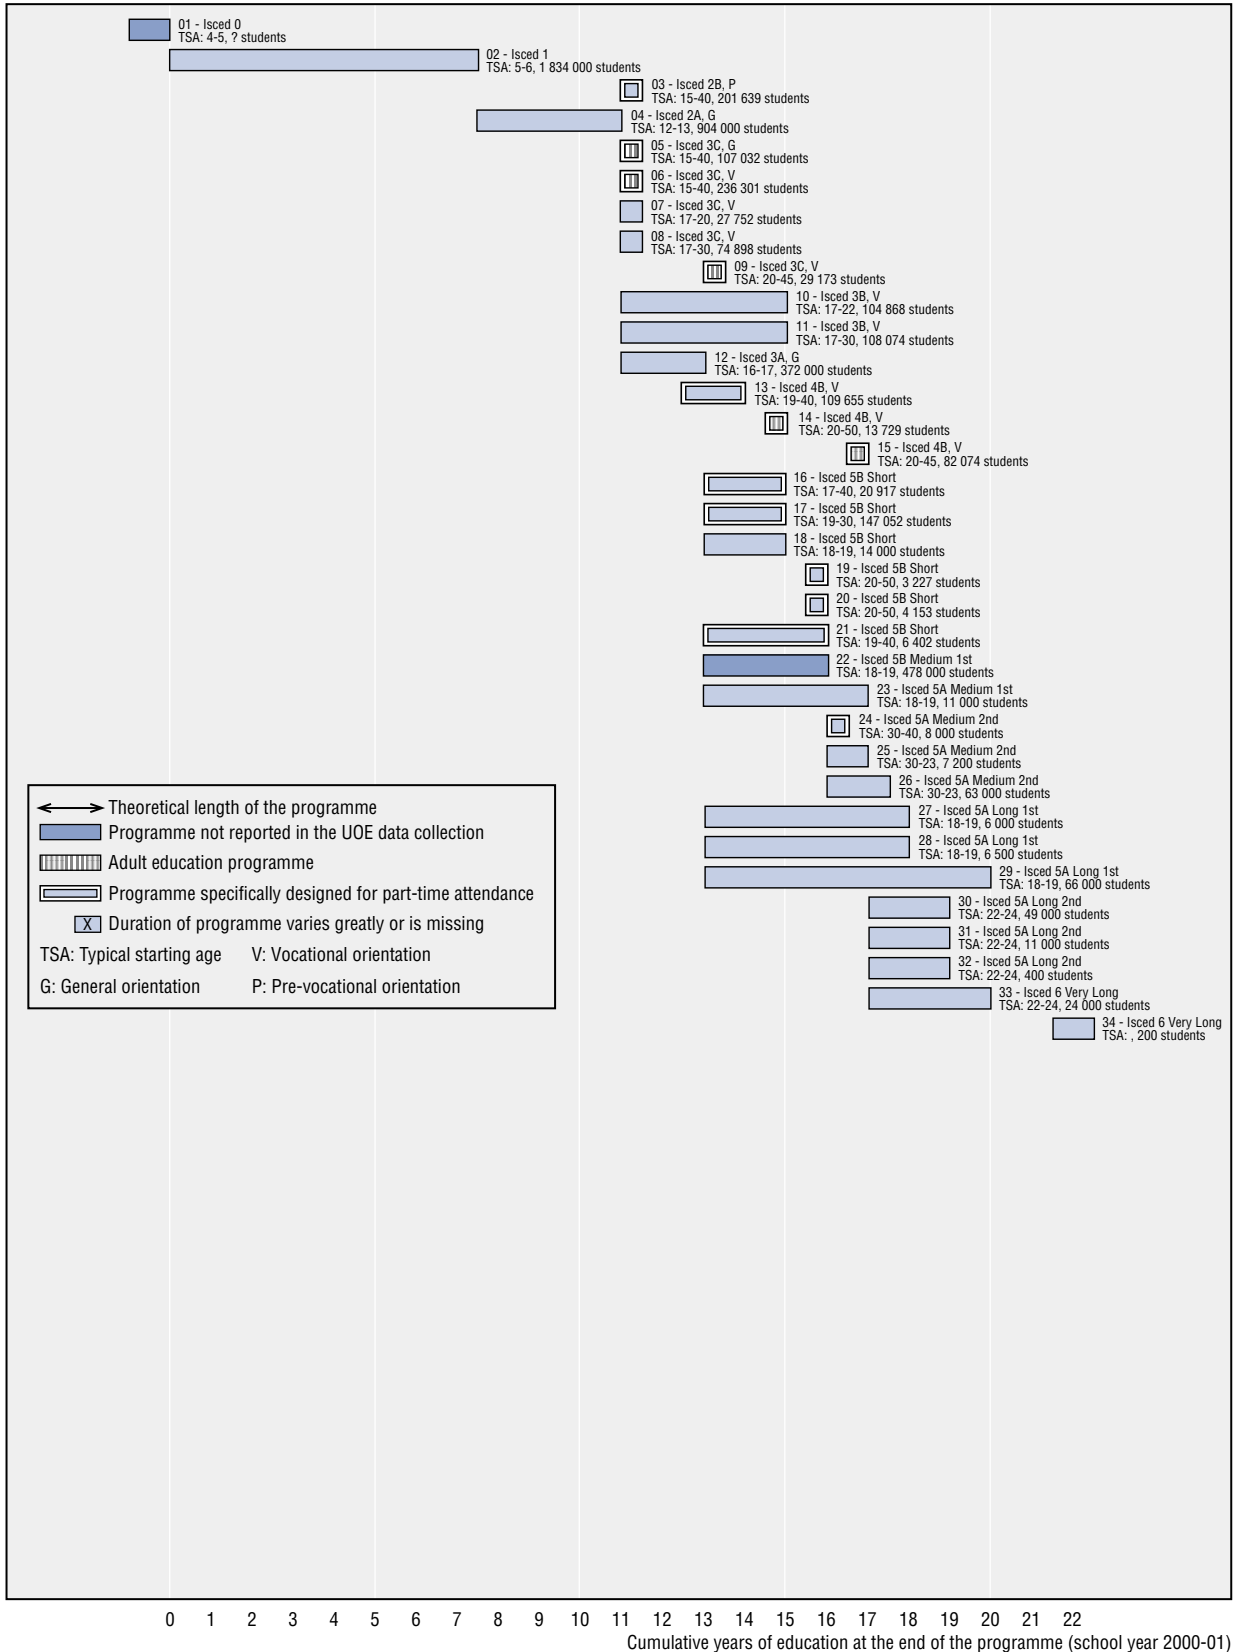 01 - Isced 0
TSA: 4-5, ? students
02 - Isced 1
TSA: 5-6, 1 834 000 students
03 - Isced 2B, P
TSA: 15-40, 201 639 students
04 - Isced 2A, G
TSA: 12-13, 904 000 students
05 - Isced 3C, G
TSA: 15-40, 107 032 students
06 - Isced 3C, V
TSA: 15-40, 236 301 students
07 - Isced 3C, V
TSA: 17-20, 27 752 students
08 - Isced 3C, V
TSA: 17-30, 74 898 students
09 - Isced 3C, V
TSA: 20-45, 29 173 students
10 - Isced 3B, V
TSA: 17-22, 104 868 students
11 - Isced 3B, V
TSA: 17-30, 108 074 students
12 - Isced 3A, G
TSA: 16-17, 372 000 students
13 - Isced 4B, V
TSA: 19-40, 109 655 students
14 - Isced 4B, V
TSA: 20-50, 13 729 students
15 - Isced 4B, V
TSA: 20-45, 82 074 students
16 - Isced 5B Short
TSA: 17-40, 20 917 students
17 - Isced 5B Short
TSA: 19-30, 147 052 students
18 - Isced 5B Short
TSA: 18-19, 14 000 students
19 - Isced 5B Short
TSA: 20-50, 3 227 students
20 - Isced 5B Short
TSA: 20-50, 4 153 students
21 - Isced 5B Short
TSA: 19-40, 6 402 students
22 - Isced 5B Medium 1st
TSA: 18-19, 478 000 students
23 - Isced 5A Medium 1st
TSA: 18-19, 11 000 students
24 - Isced 5A Medium 2nd
TSA: 30-40, 8 000 students
25 - Isced 5A Medium 2nd
TSA: 30-23, 7 200 students
26 - Isced 5A Medium 2nd
TSA: 30-23, 63 000 students
27 - Isced 5A Long 1st
TSA: 18-19, 6 000 students
28 - Isced 5A Long 1st
TSA: 18-19, 6 500 students
29 - Isced 5A Long 1st
TSA: 18-19, 66 000 students
30 - Isced 5A Long 2nd
TSA: 22-24, 49 000 students
31 - Isced 5A Long 2nd
TSA: 22-24, 11 000 students
32 - Isced 5A Long 2nd
TSA: 22-24, 400 students
33 - Isced 6 Very Long
TSA: 22-24, 24 000 students
34 - Isced 6 Very Long
TSA: , 200 students
Theoretical length of the programme
Programme not reported in the UOE data collection
Adult education programme
Programme specifically designed for part-time attendance
X Duration of programme varies greatly or is missing
TSA: Typical starting age V: Vocational orientation
G: General orientation P: Pre-vocational orientation
0 1 2 3 4 5 6 7 8 9 10 11 12 13 14 15 16 17 18 19 20 21 22
Cumulative years of education at the end of the programme (school year 2000-01)